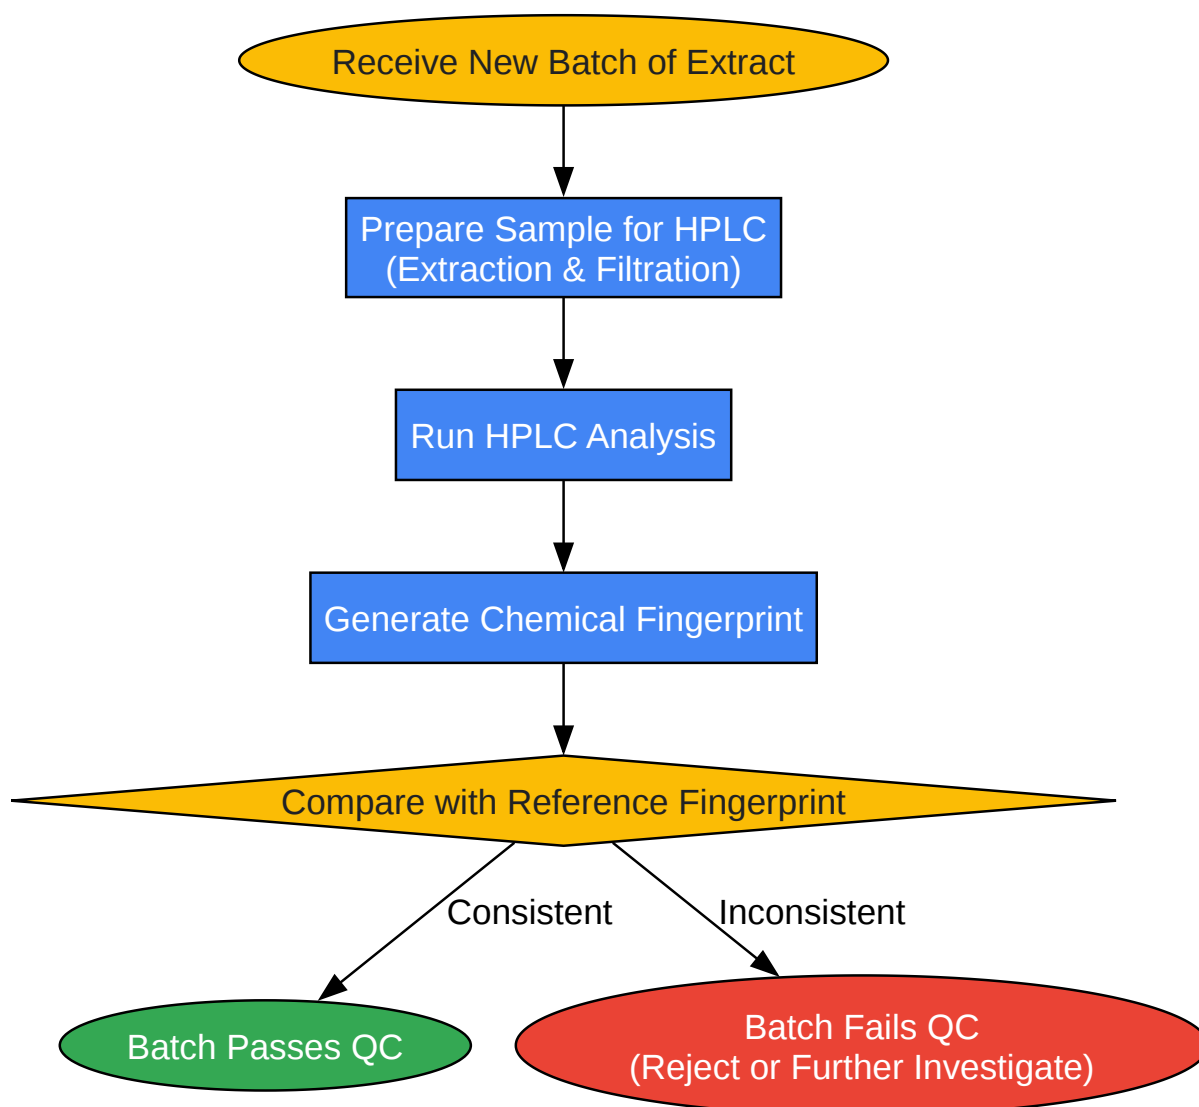 Receive New Batch of Extract
Prepare Sample for HPLC
(Extraction & Filtration)
Run HPLC Analysis
Generate Chemical Fingerprint
Compare with Reference Fingerprint
Consistent
Inconsistent
Batch Passes QC
Batch Fails QC
(Reject or Further Investigate)